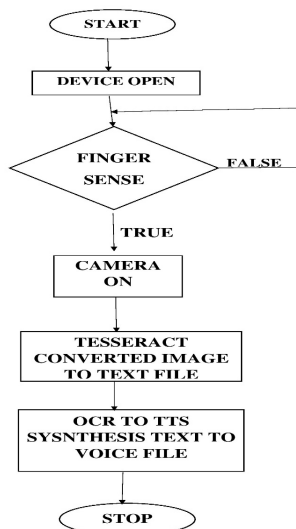 START
DEVICE OPEN
FINGER
SENSE
FALSE
TRUE
CAMERA
ON
TESSERACT
CONVERTED IMAGE
TO TEXT FILE
OCR TO TTS
SYSNTHESIS TEXT TO
VOICE FILE
STOP